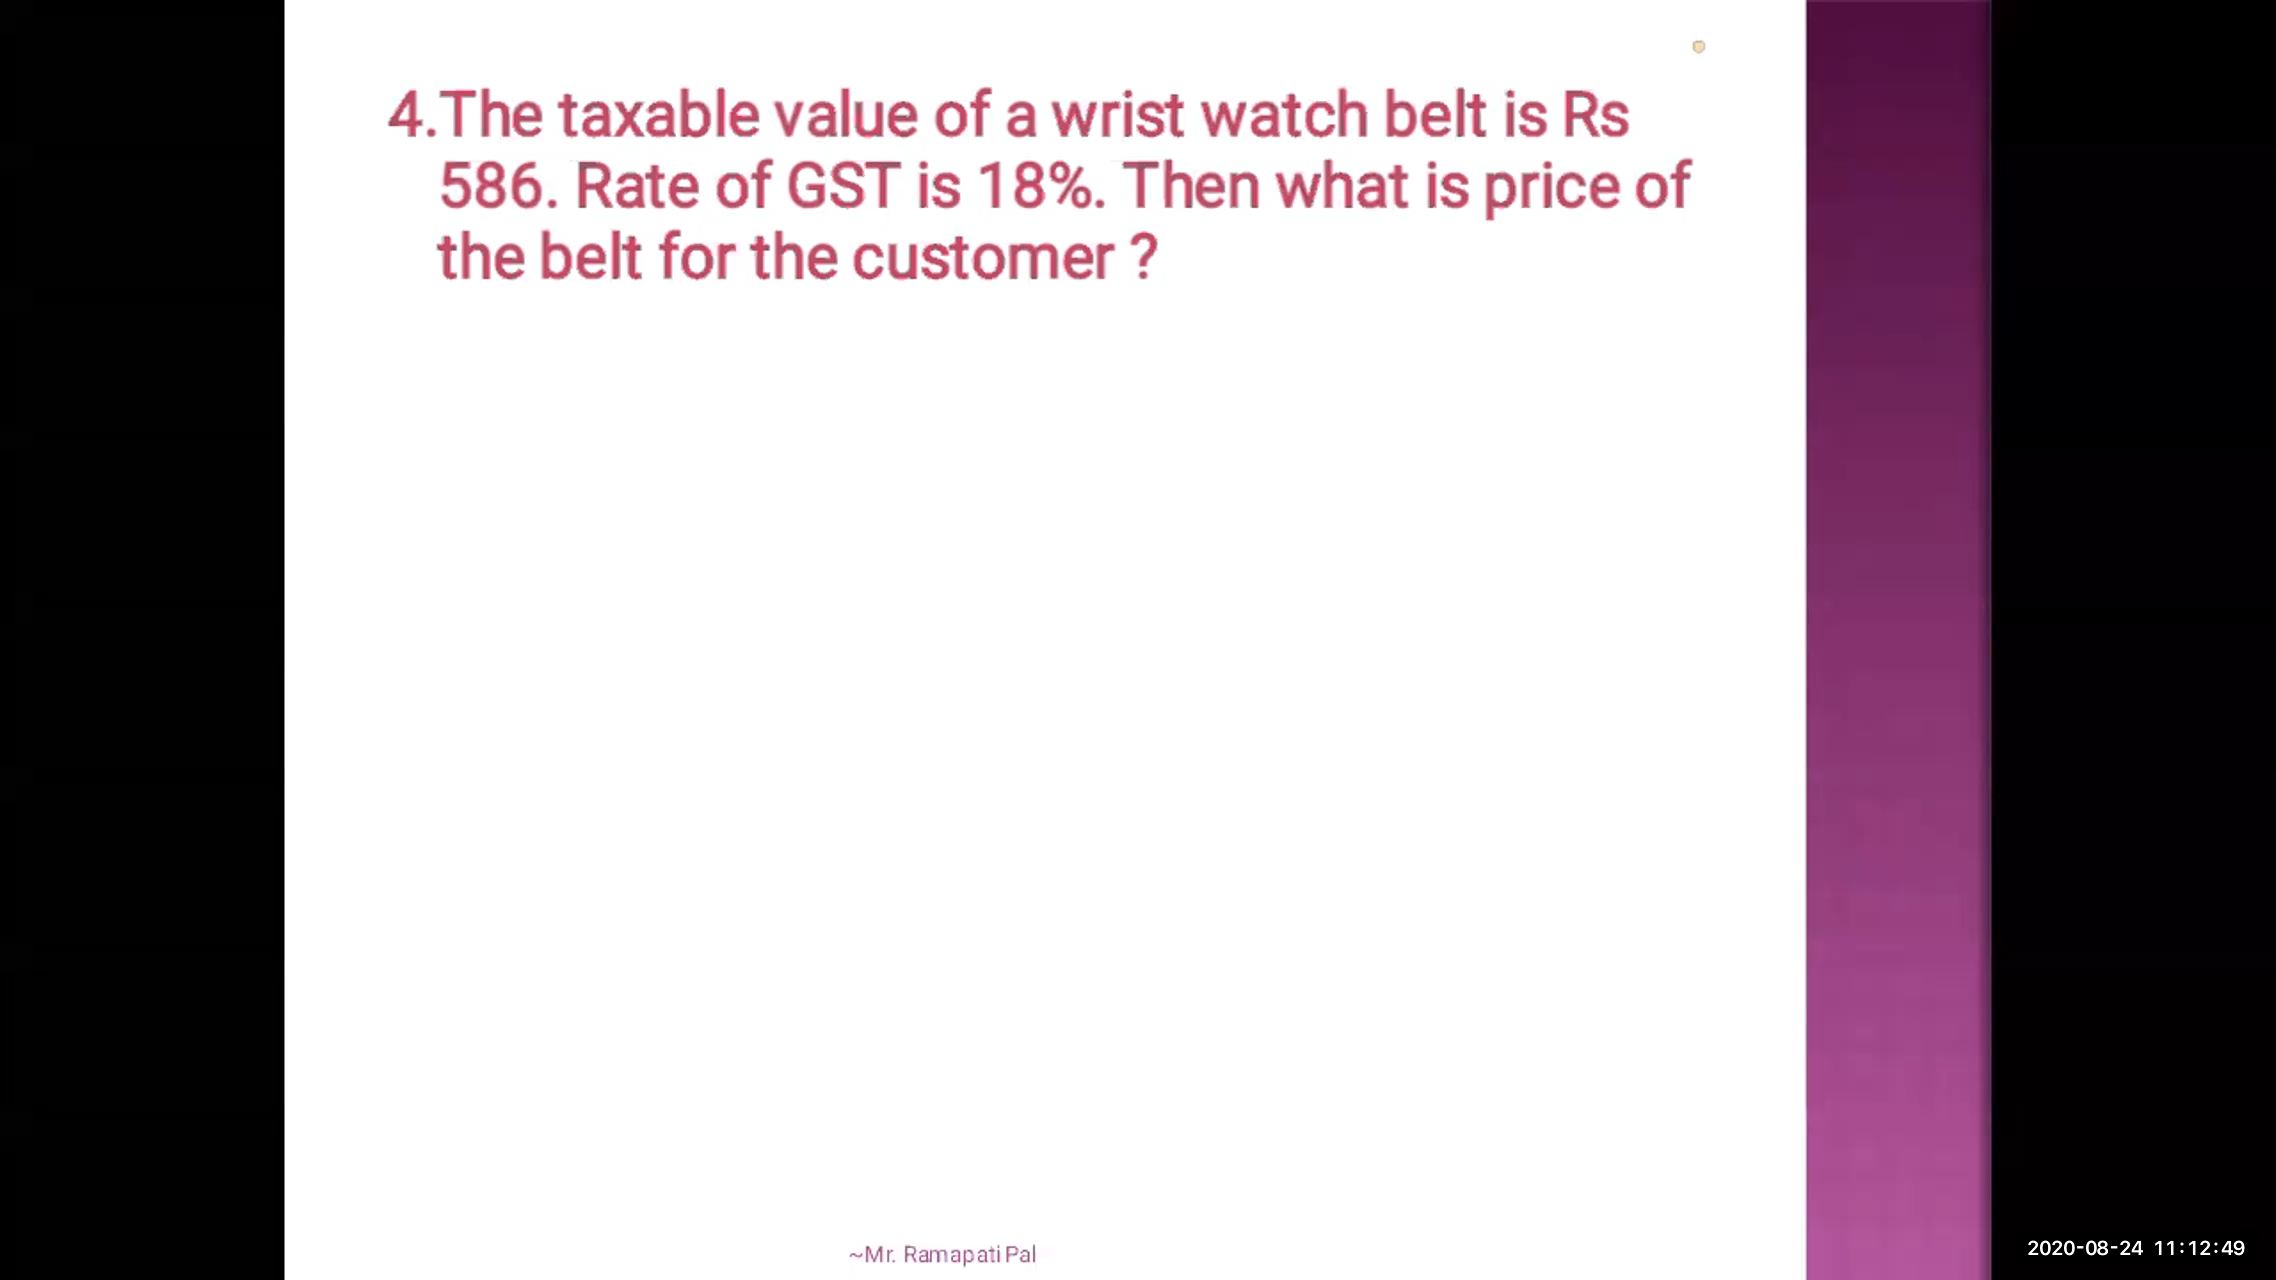 4.The taxable value of a wrist watch belt is Rs
586. Rate of GST is 18%. Then what is price of
the belt for the customer ?
~Mr. Ramapati Pal
2020-08-24 11:12:49